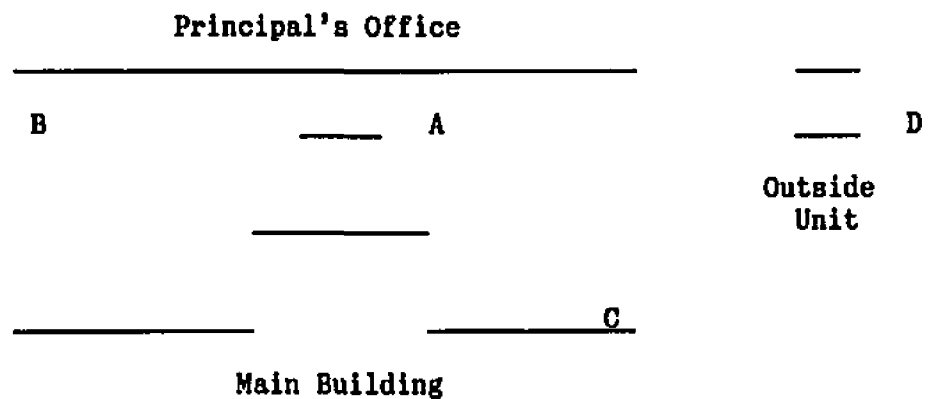 Principal's Office
B A D
Outside
Unit
C
Main Building